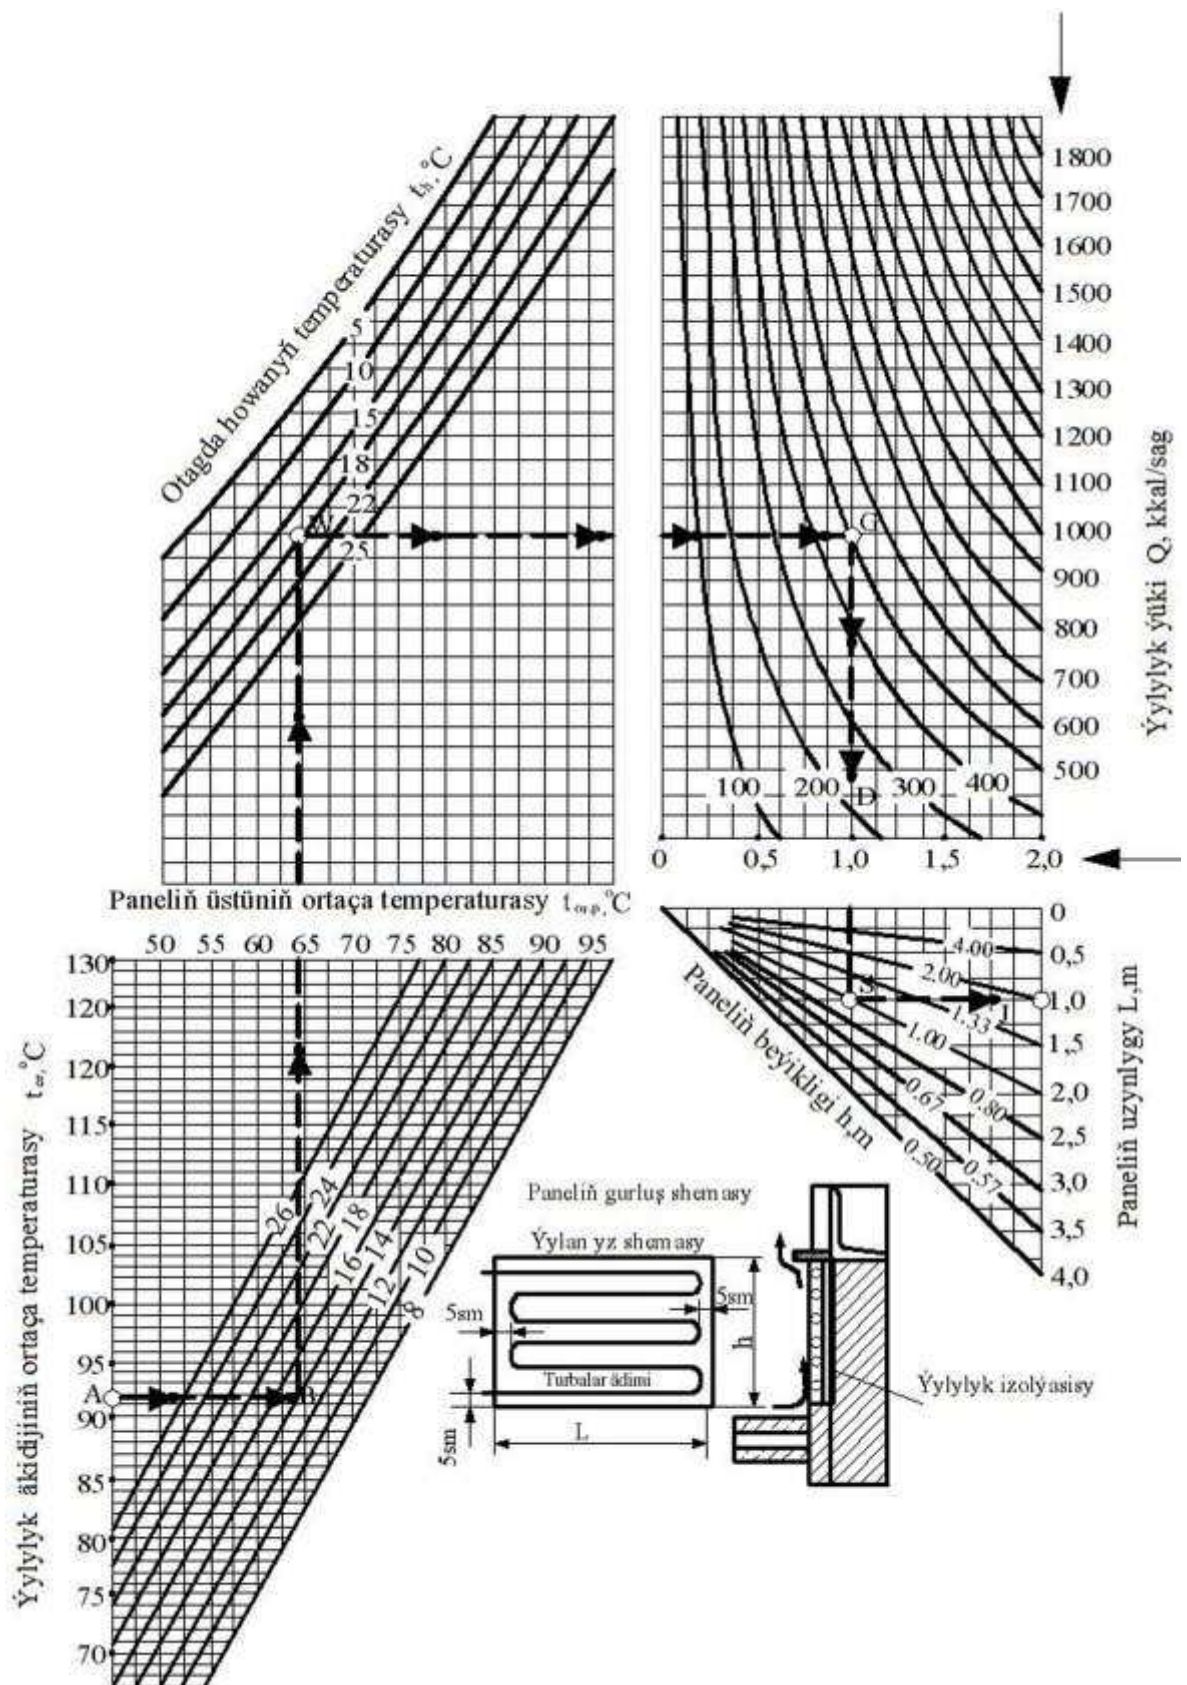 Otagda howanyň temperaturasy t h, °C
5
10
15
18
22
25
W
1800
1700
1600
1500
1400
1300
1200
1100
1000
900
800
700
600
500
Ýylylyk ýüki Q, kkal/sag
G
100 200 300 400
D
0 0,5 1,0 1,5 2,0
Paneliň üstüniň ortaça temperaturasy
50 55 60 65 70 75 80 85 90 95
130
120
120
115
110
105
100
95
90
85
80
75
70
Ýylylyk äkidijiniň ortaça temperaturasy
A
B
26
24
22
18
16
14
12
10
8
0
0,5
1,0
1,5
2,0
2,5
3,0
3,5
4,0
Paneliň uzynlygy L,m
4.00
2.00
1.33
1.00
0.80
0.67
0.57
0.50
Paneliň beýikligi h,m
Paneliň gurluş shemasy
Ýylan yz shemasy
5sm
5sm
h
Turbalar ädimi
L
5sm
Ýylylyk izolýasisy